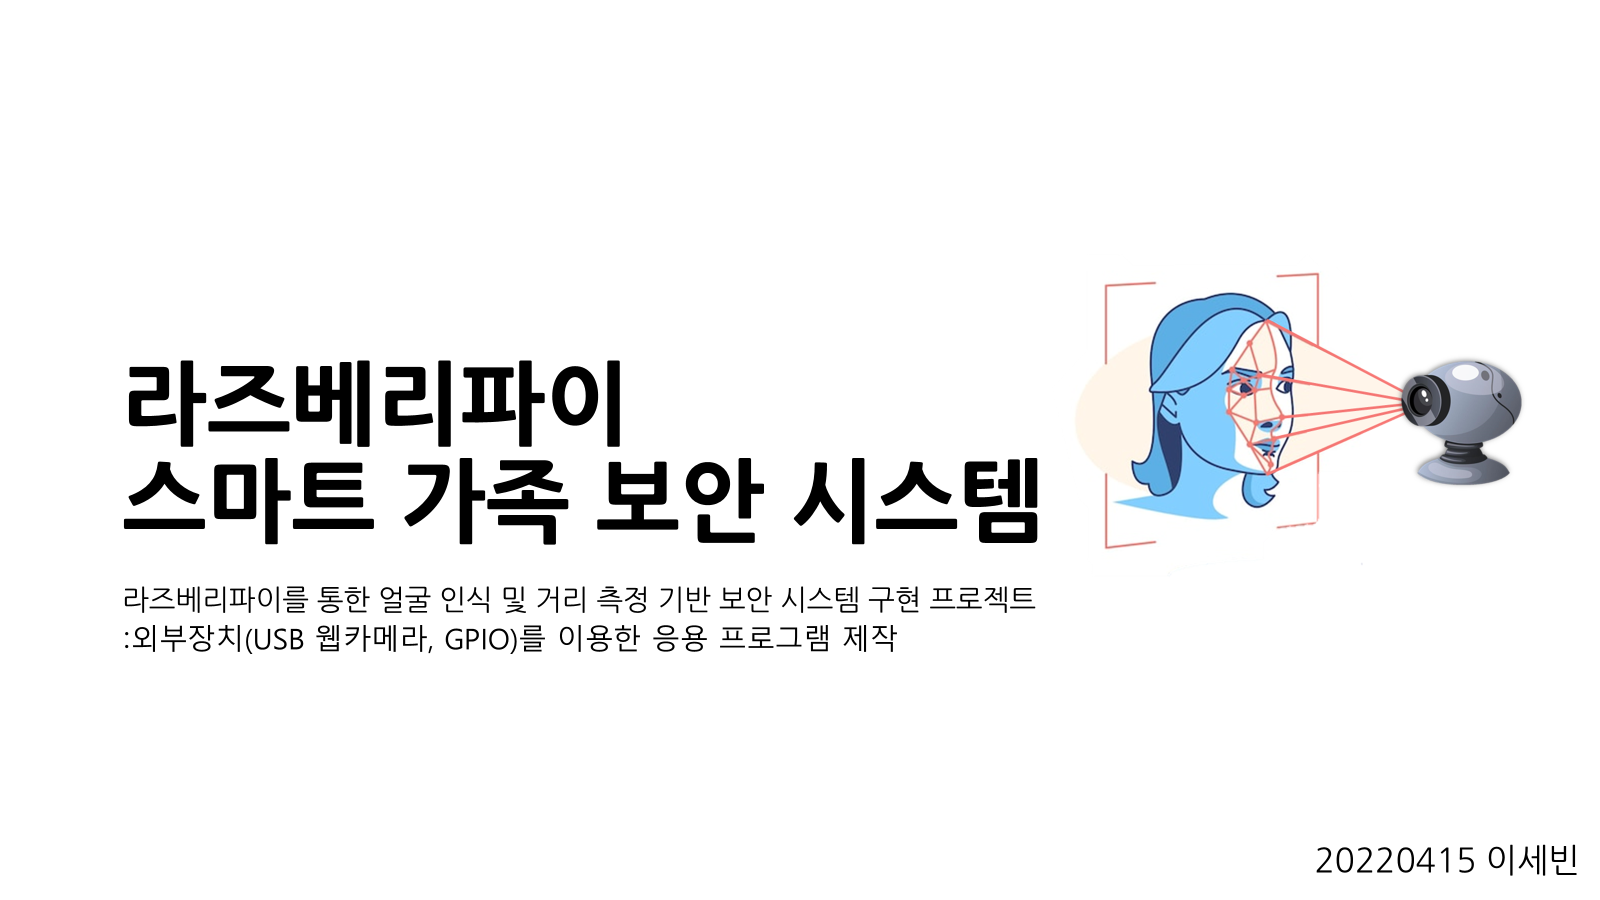 라즈베리파이
스마트 가족 보안 시스템
라즈베리파이를 통한 얼굴 인식 및 거리 측정 기반 보안 시스템 구현 프로젝트
:외부장치(USB 웹카메라, GPIO)를 이용한 응용 프로그램 제작
20220415 이세빈